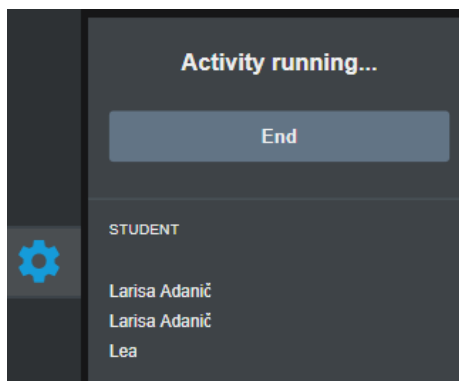 Activity running...
End
STUDENT
Larisa Adanič
Larisa Adanič
Lea